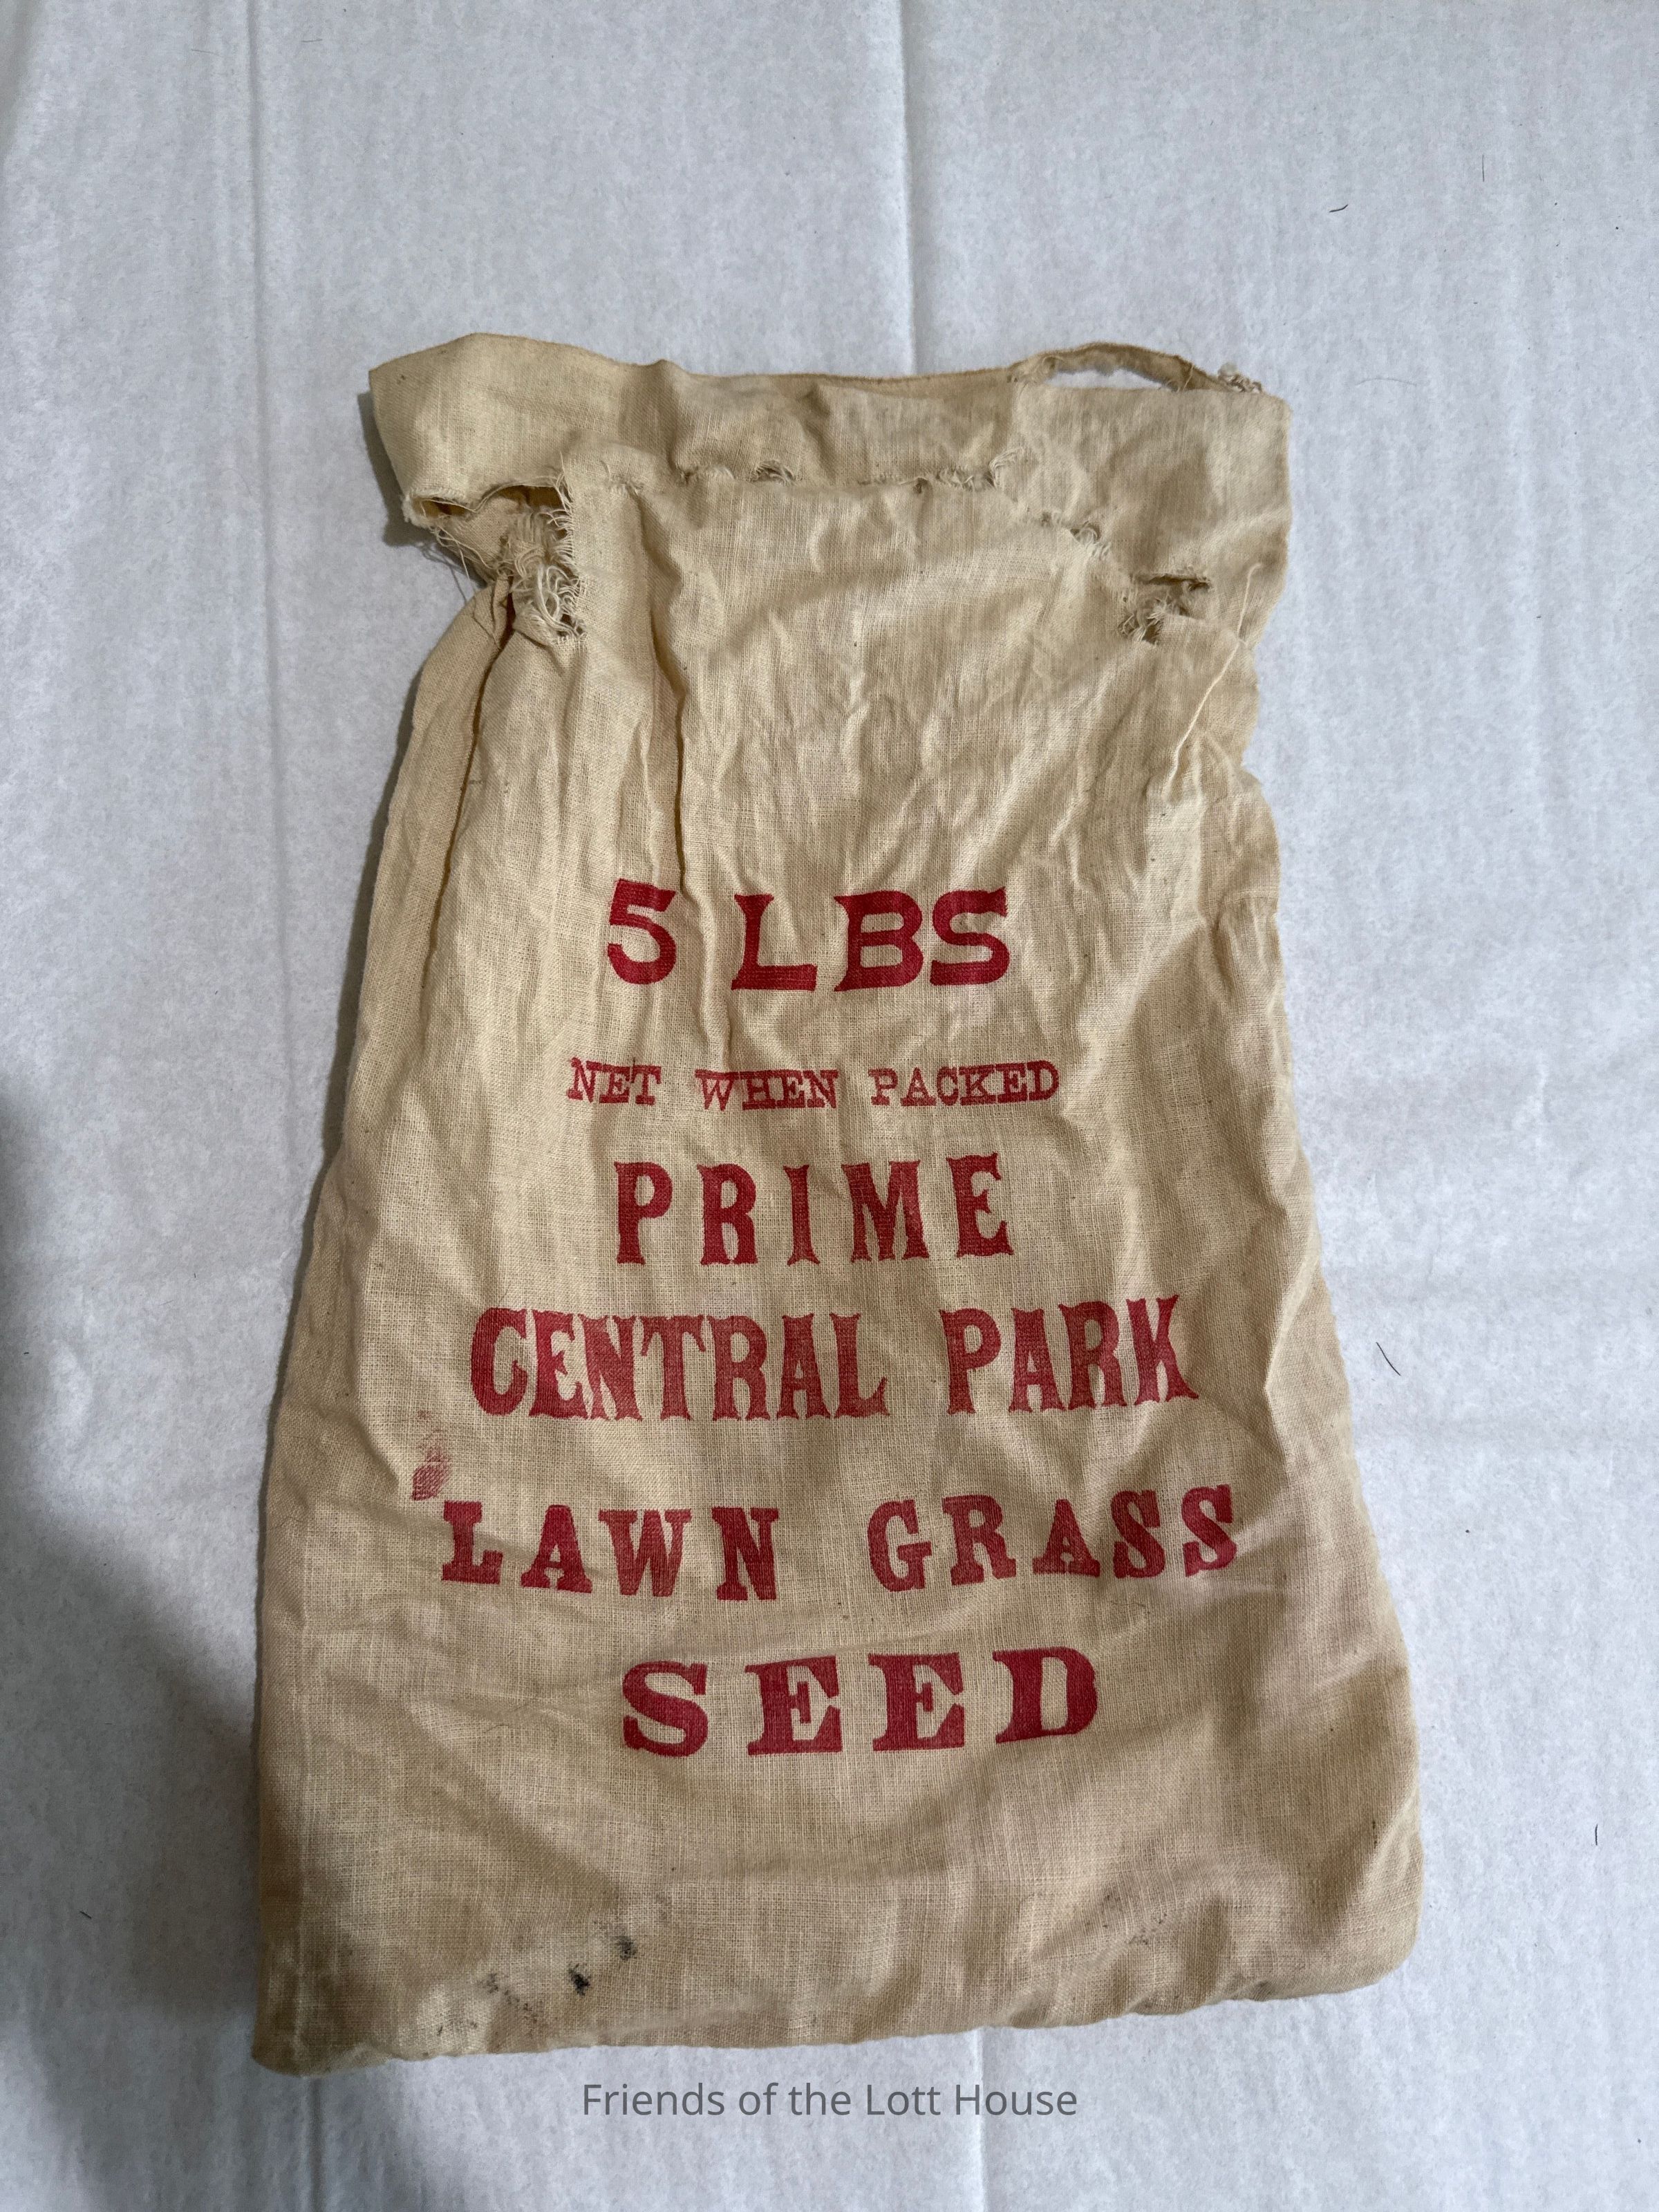 5 LBS
NET WHEN PACKED
PRIME
CENTRAL PARK
LAWN GRASS
SEED
Friends of the Lott House